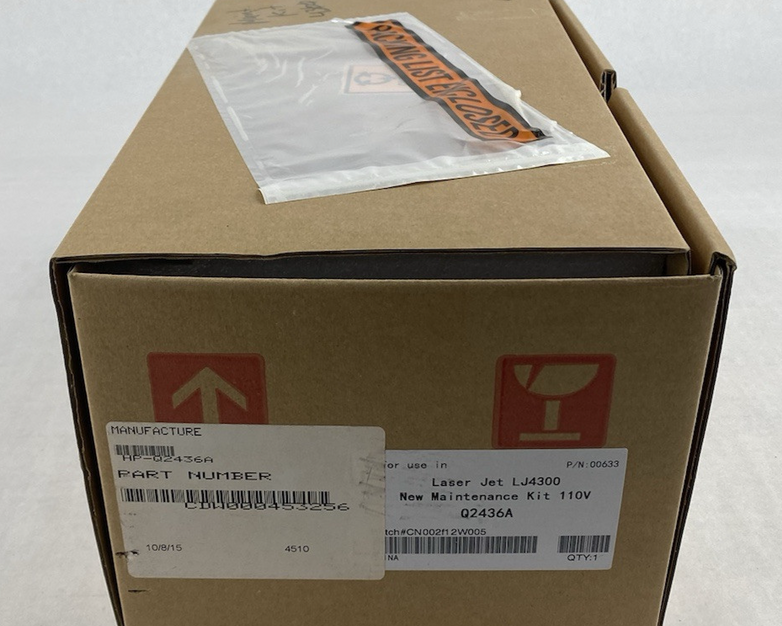 PACKING LIST ENCLOSED
MANUFACTURE
HP-Q2436A
PART NUMBER
CDW000453256
10/8/15 4510
or use in P/N:00633
Laser Jet LJ4300
New Maintenance Kit 110V
Q2436A
tch#CN002f12W005
NA
QTY:1